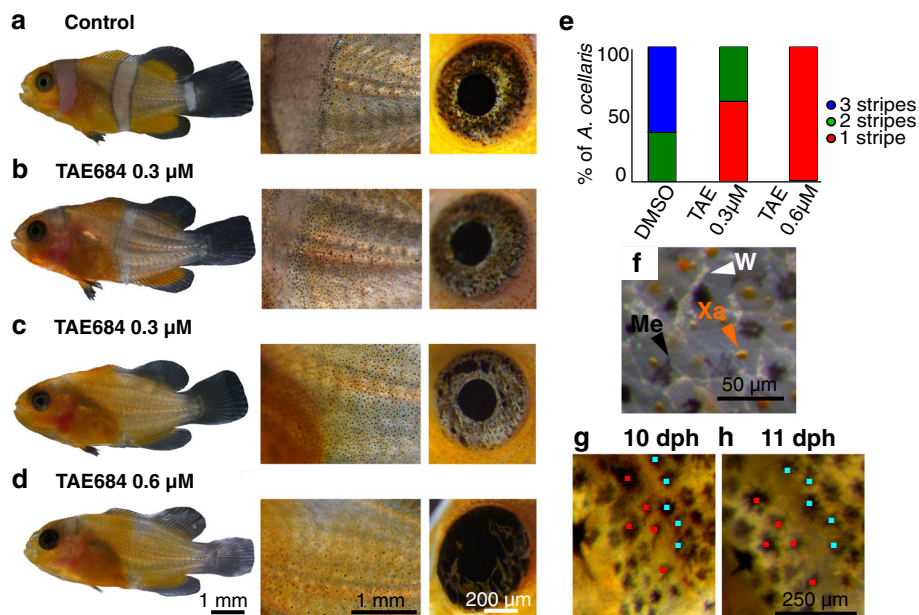 a
Control
b
TAE684 0.3 µM
c
TAE684 0.3 µM
d
TAE684 0.6 µM
1 mm
1 mm
200 µm
e
% of A. ocellaris
100
50
0
DMSO
TAE
0.3µM
TAE
0.6µM
3 stripes
2 stripes
1 stripe
f
W
Me
Xa
50 µm
g
10 dph
h
11 dph
250 µm